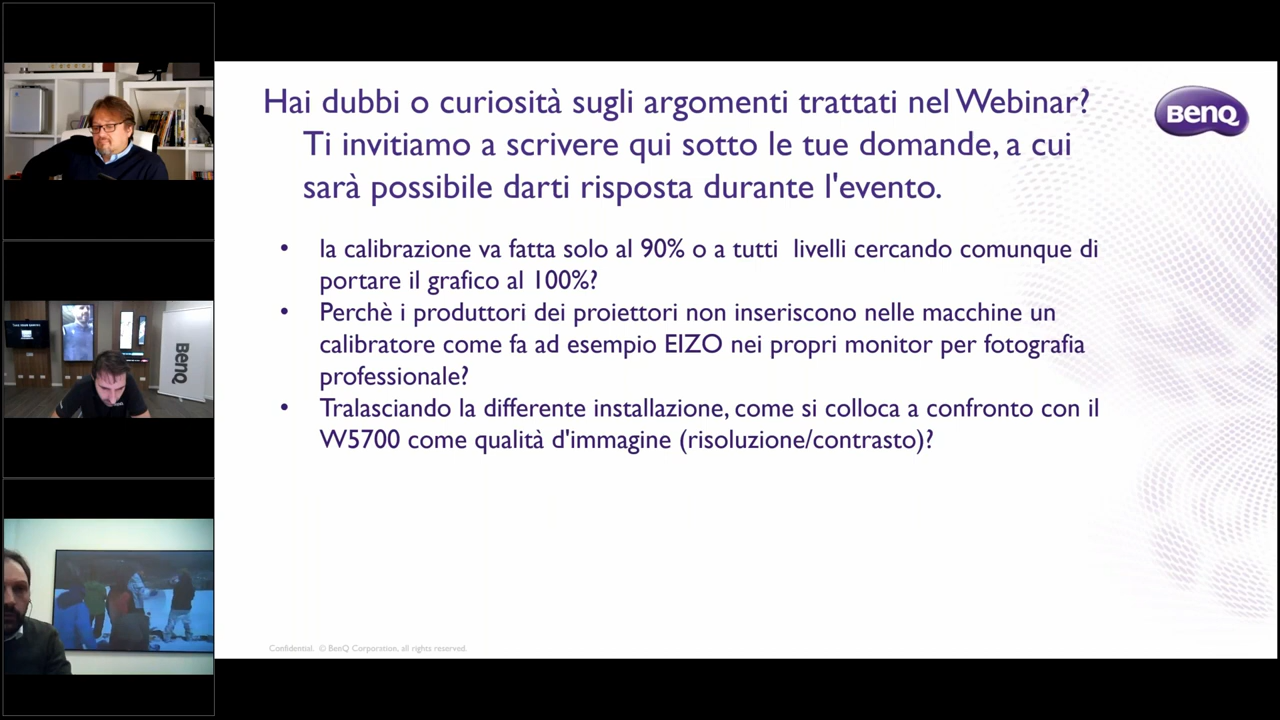 Hai dubbi o curiosità sugli argomenti trattati nel Webinar?
Ti invitiamo a scrivere qui sotto le tue domande, a cui
sarà possibile darti risposta durante l'evento.
BenQ
• la calibrazione va fatta solo al 90% o a tutti livelli cercando comunque di
portare il grafico al 100%?
• Perchè i produttori dei proiettori non inseriscono nelle macchine un
calibratore come fa ad esempio EIZO nei propri monitor per fotografia
professionale?
• Tralasciando la differente installazione, come si colloca a confronto con il
W5700 come qualità d'immagine (risoluzione/contrasto)?
BenQ
Confidential. © BenQ Corporation, all rights reserved.